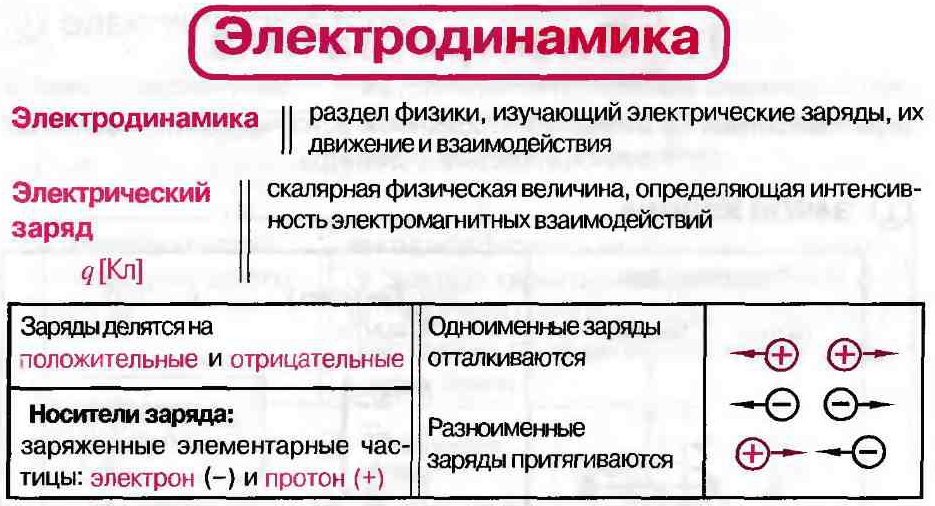 Электродинамика
Электродинамика
раздел физики, изучающий электрические заряды, их
движение и взаимодействия
Электрический
заряд
q [Кл]
скалярная физическая величина, определяющая интенсив-
ность электромагнитных взаимодействий
Заряды делятся на
положительные и отрицательные
Носители заряда:
заряженные элементарные час-
тицы: электрон (–) и протон (+)
Одноименные заряды
отталкиваются
Разноименные
заряды притягиваются
+ +
– –
+ –